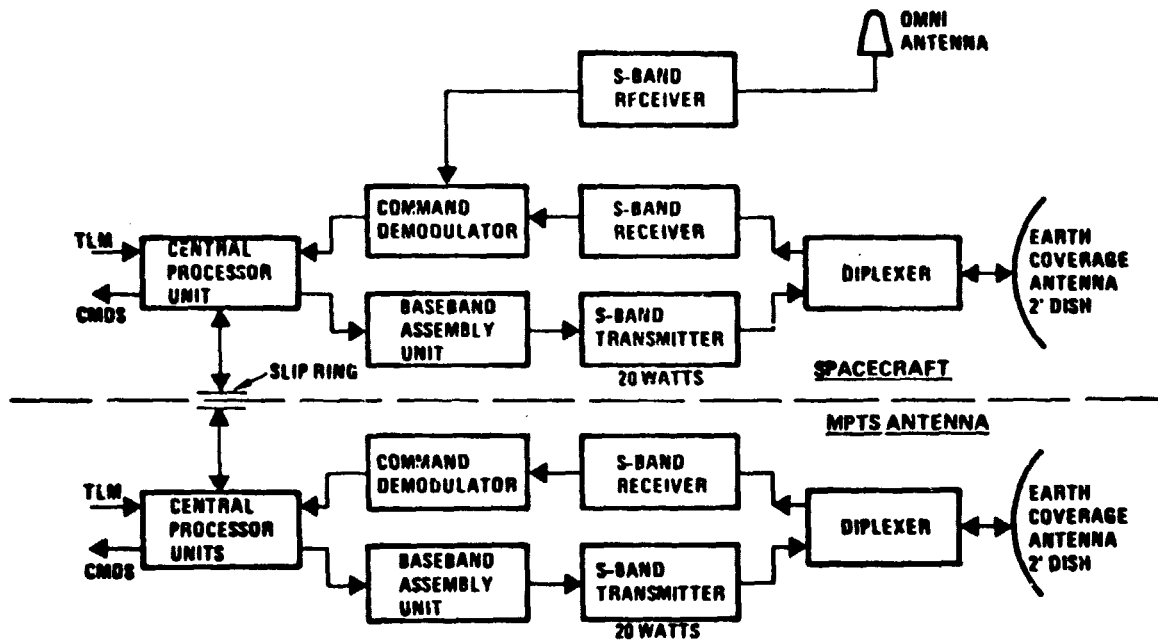 OMNI
ANTENNA
S-BAND
RECEIVER
COMMAND
DEMODULATOR
S-BAND
RECEIVER
TLM
CENTRAL
PROCESSOR
UNIT
CMDS
DIPLEXER
EARTH
COVERAGE
ANTENNA
2' DISH
BASEBAND
ASSEMBLY
UNIT
S-BAND
TRANSMITTER
20 WATTS
SLIP RING
SPACECRAFT
MPTS ANTENNA
COMMAND
DEMODULATOR
S-BAND
RECEIVER
TLM
CENTRAL
PROCESSOR
UNITS
CMDS
DIPLEXER
EARTH
COVERAGE
ANTENNA
2' DISH
BASEBAND
ASSEMBLY
UNIT
S-BAND
TRANSMITTER
20 WATTS